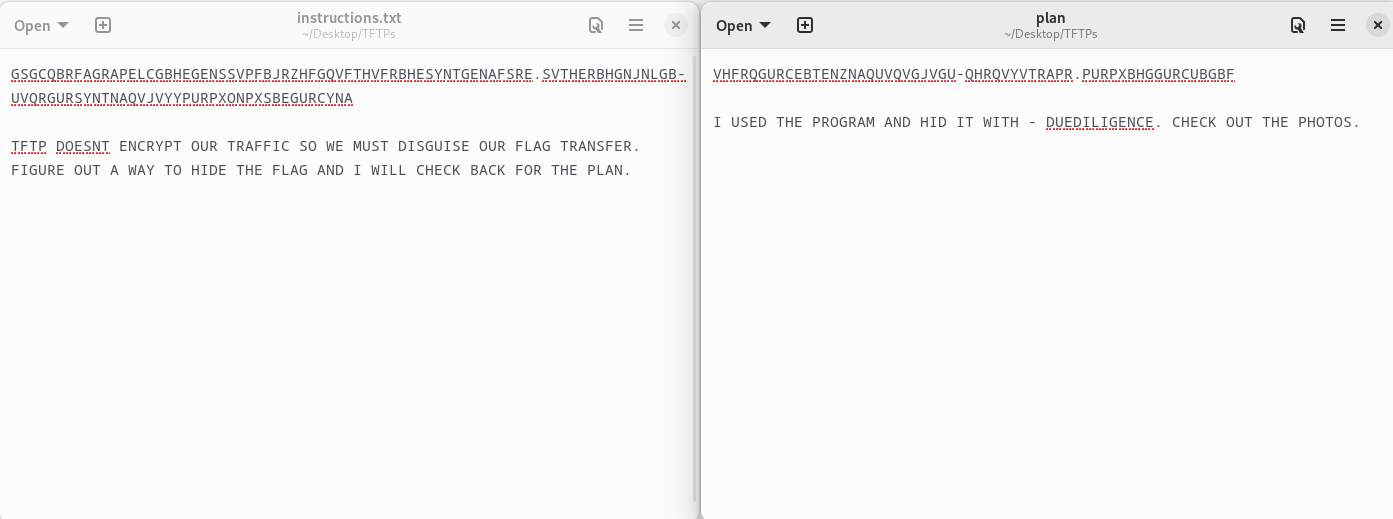 Open
instructions.txt
~/Desktop/TFTPs
GSGCQBRFAGRAPELCGBHEGENSSVPFBJRZHFGQVFTHVFRBHESYNTGENAFSRE.SVTHERBHGNJNLGB-
UVQRGURSYNTNAQVJVYYPURPXONPXSBEGURCYNA
TFTP DOESNT ENCRYPT OUR TRAFFIC SO WE MUST DISGUISE OUR FLAG TRANSFER.
FIGURE OUT A WAY TO HIDE THE FLAG AND I WILL CHECK BACK FOR THE PLAN.
Open
plan
~/Desktop/TFTPs
VHFRQGURCEBTENZNAQUVQVGJVGU-QHRQVYVTRAPR.PURPXBHGGURCUBGBF
I USED THE PROGRAM AND HID IT WITH - DUEDILIGENCE. CHECK OUT THE PHOTOS.